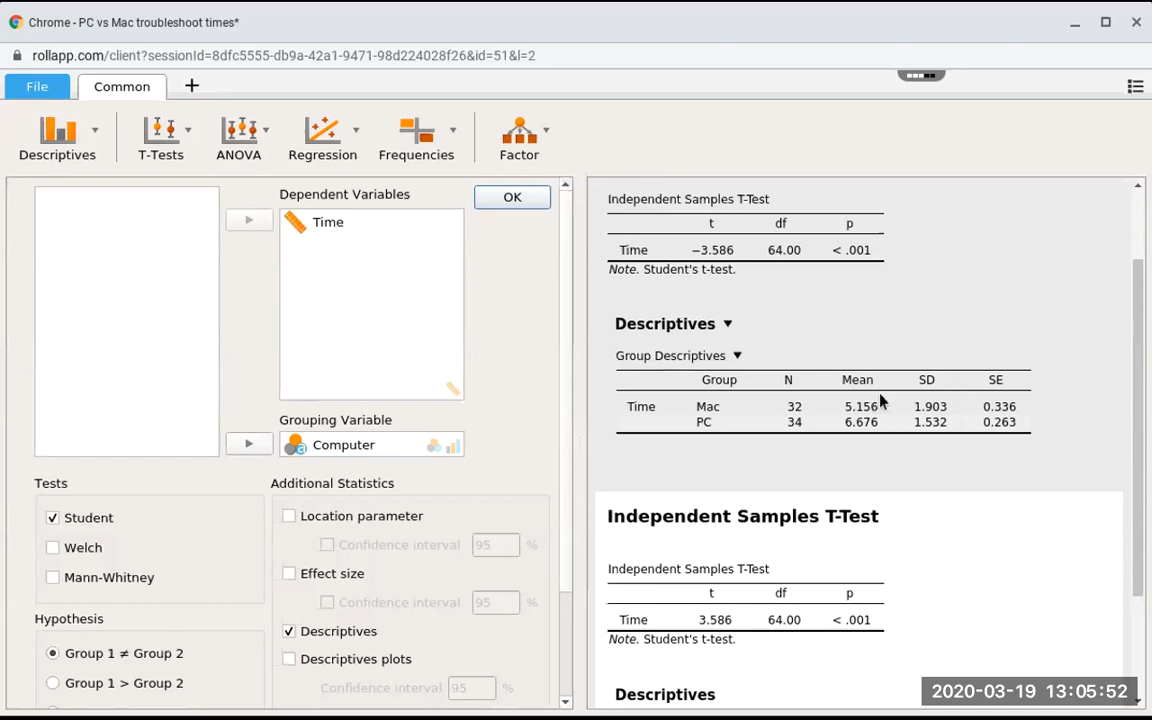 Chrome - PC vs Mac troubleshoot times*
rollapp.com/client?sessionId=8dfc5555-db9a-42a1-9471-98d224028f26&id=51&l=2
File Common +
Descriptives T-Tests ANOVA Regression Frequencies Factor
Dependent Variables
OK
Time
Grouping Variable
Computer
Tests
Student
Welch
Mann-Whitney
Hypothesis
Group 1 ≠ Group 2
Group 1 > Group 2
Additional Statistics
Location parameter
Confidence interval 95 %
Effect size
Confidence interval 95 %
Descriptives
Descriptives plots
Confidence interval 95 %
Independent Samples T-Test
t df p
Time −3.586 64.00 < .001
Note. Student's t-test.
Descriptives
Group Descriptives
Group N Mean SD SE
Time Mac 32 5.156 1.903 0.336
PC 34 6.676 1.532 0.263
Independent Samples T-Test
Independent Samples T-Test
t df p
Time 3.586 64.00 < .001
Note. Student's t-test.
Descriptives
2020-03-19 13:05:52